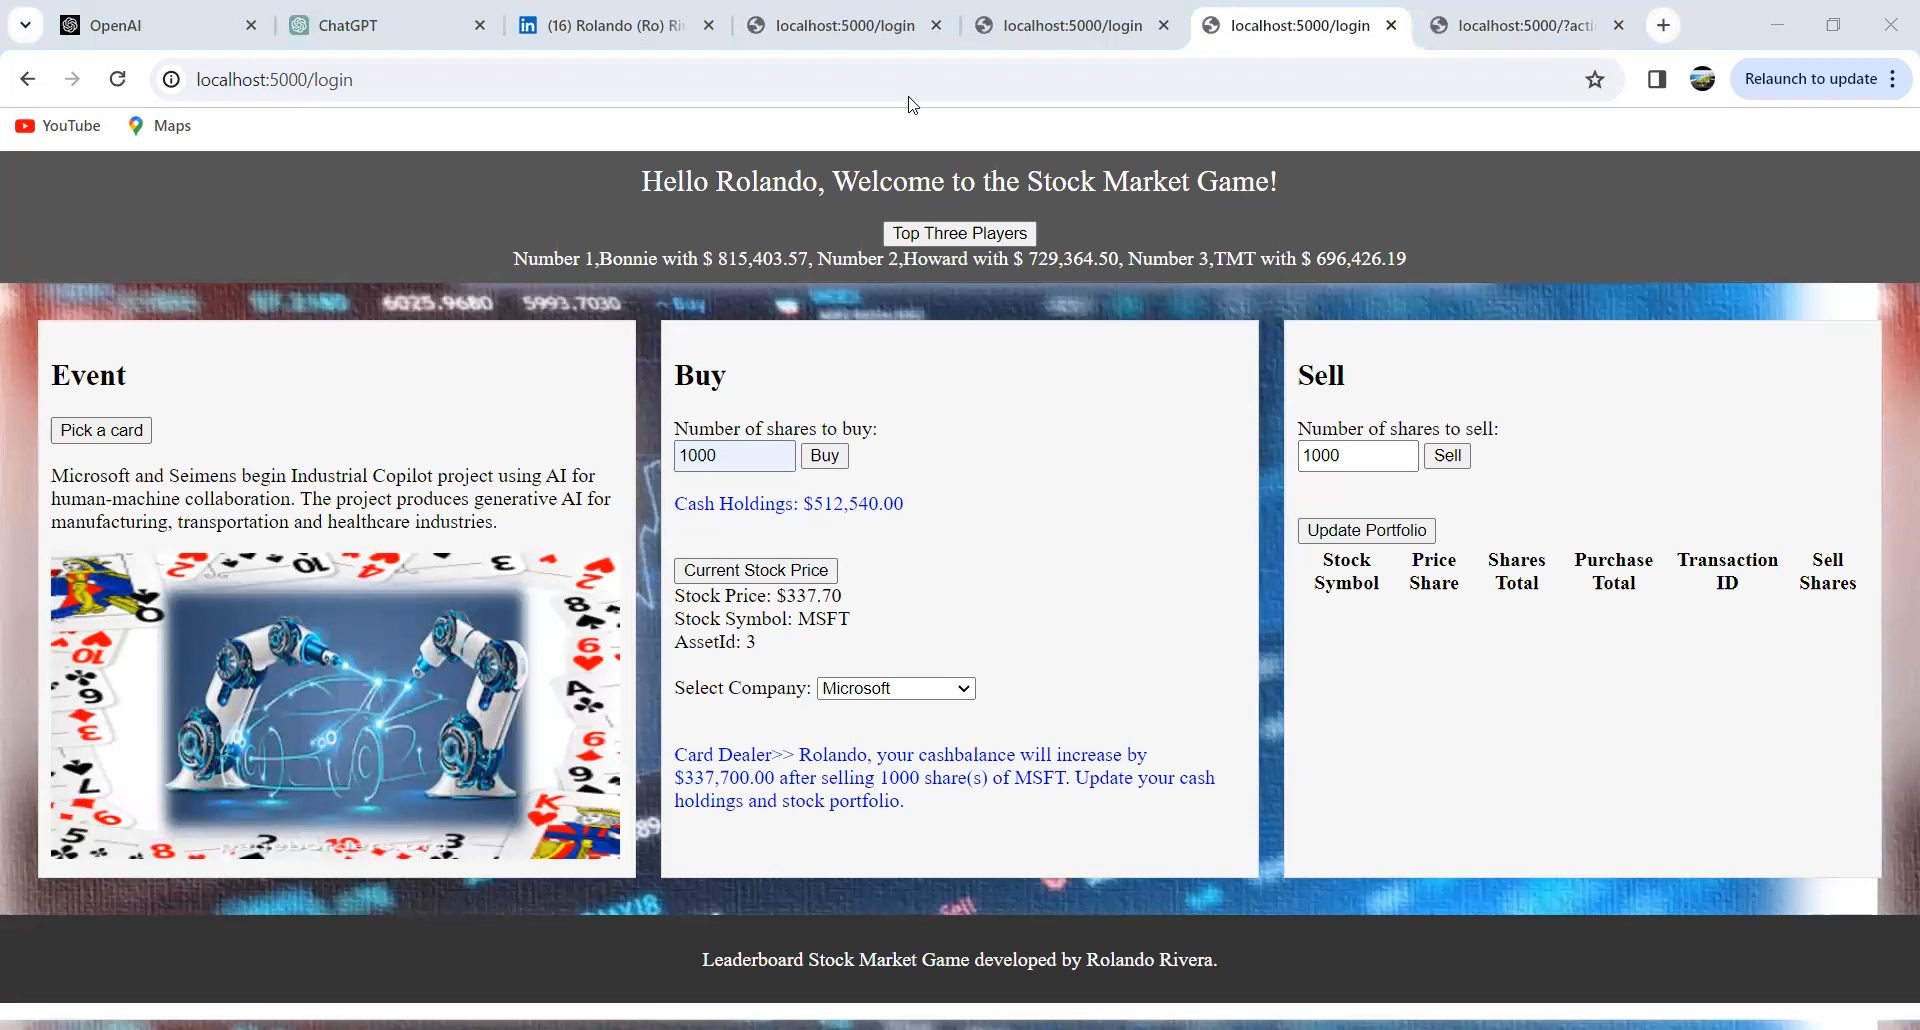 OpenAI
ChatGPT
(16) Rolando (Ro) Ri
localhost:5000/login
localhost:5000/login
localhost:5000/login
localhost:5000/?acti
localhost:5000/login
Relaunch to update
YouTube
Maps
Hello Rolando, Welcome to the Stock Market Game!
Top Three Players
Number 1,Bonnie with $ 815,403.57, Number 2,Howard with $ 729,364.50, Number 3,TMT with $ 696,426.19
6025.9680 5993.7030 Buy
Event
Pick a card
Microsoft and Seimens begin Industrial Copilot project using AI for
human-machine collaboration. The project produces generative AI for
manufacturing, transportation and healthcare industries.
Buy
Number of shares to buy:
1000 Buy
Cash Holdings: $512,540.00
Current Stock Price
Stock Price: $337.70
Stock Symbol: MSFT
AssetId: 3
Select Company: Microsoft
Card Dealer>> Rolando, your cashbalance will increase by
$337,700.00 after selling 1000 share(s) of MSFT. Update your cash
holdings and stock portfolio.
Sell
Number of shares to sell:
1000 Sell
Update Portfolio
Stock Price Shares Purchase Transaction Sell
Symbol Share Total Total ID Shares
Sell
Leaderboard Stock Market Game developed by Rolando Rivera.